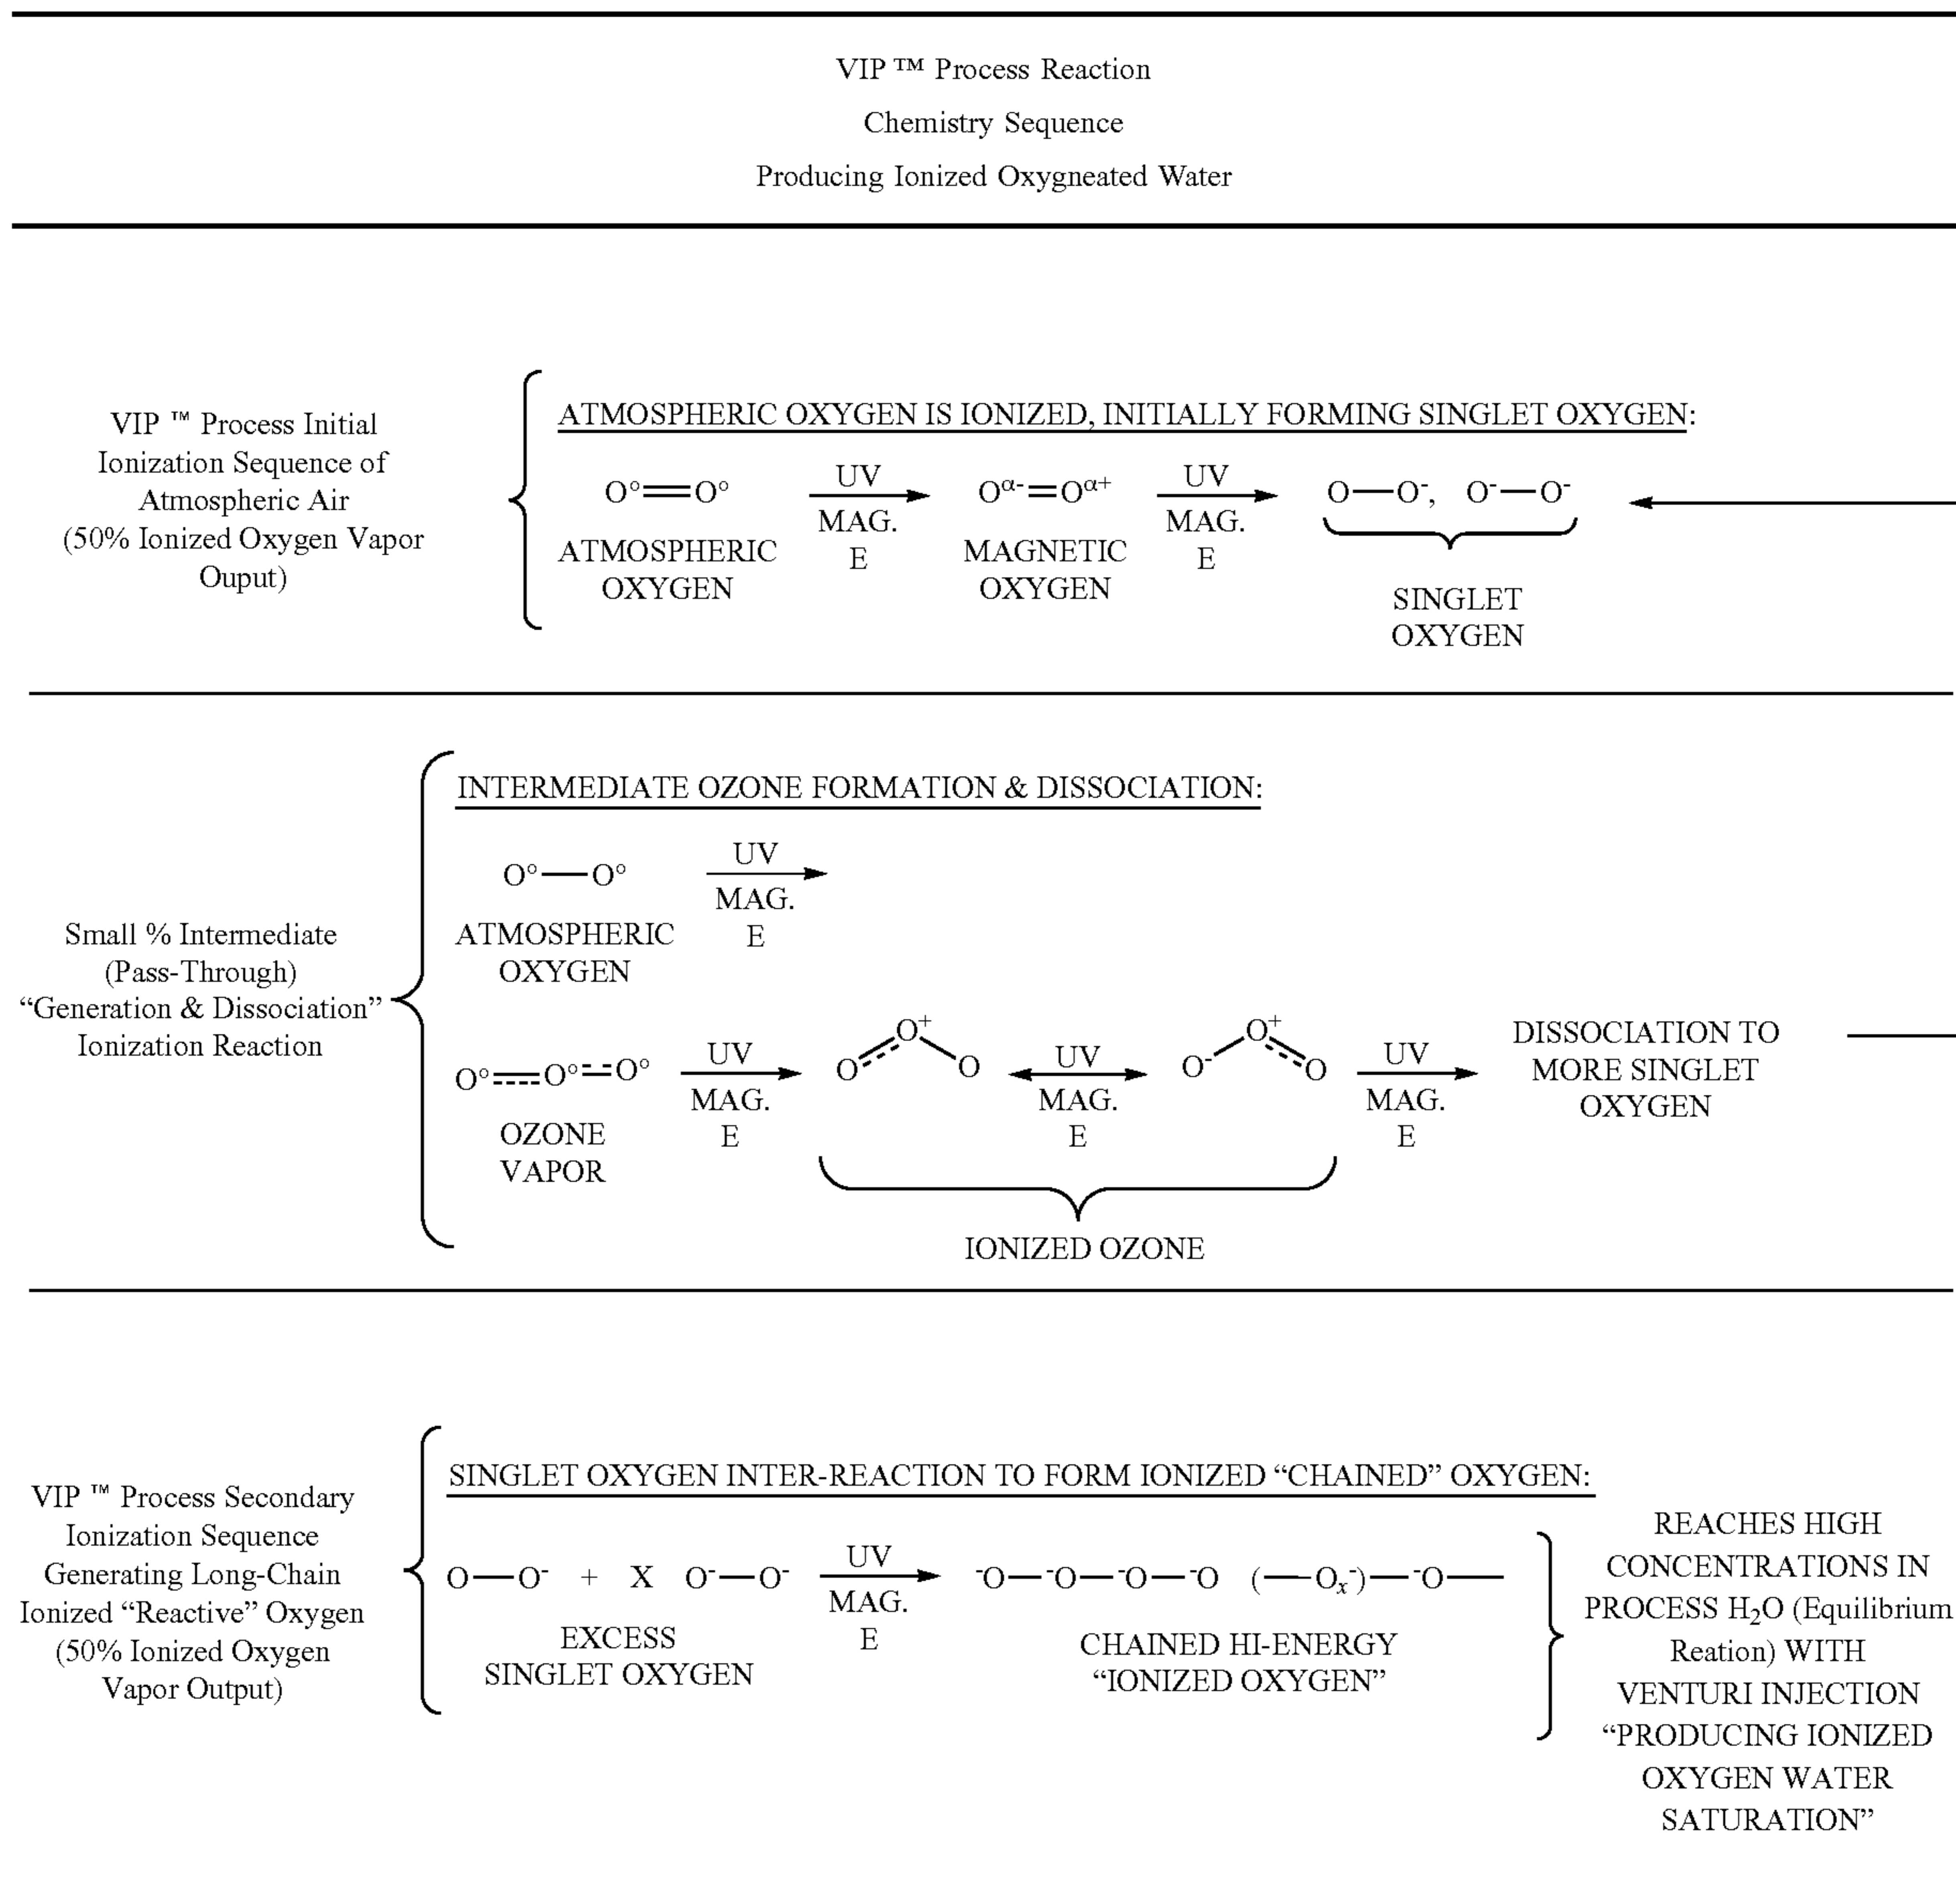 VIP ™ Process Reaction
Chemistry Sequence
Producing Ionized Oxygneated Water
VIP ™ Process Initial
Ionization Sequence of
Atmospheric Air
(50% Ionized Oxygen Vapor
Ouput)
ATMOSPHERIC OXYGEN IS IONIZED, INITIALLY FORMING SINGLET OXYGEN:
O°══O° UV Oα-══Oα+ UV O—O⁻, O⁻—O⁻
MAG. MAG.
E E
ATMOSPHERIC
OXYGEN
MAGNETIC
OXYGEN
SINGLET
OXYGEN
Small % Intermediate
(Pass-Through)
“Generation & Dissociation”
Ionization Reaction
INTERMEDIATE OZONE FORMATION & DISSOCIATION:
O°—O° UV
MAG.
E
ATMOSPHERIC
OXYGEN
O°══O°══O° UV O O⁺ O UV O⁻ O⁺ O UV
MAG. MAG. MAG.
E E E
OZONE
VAPOR
IONIZED OZONE
DISSOCIATION TO
MORE SINGLET
OXYGEN
VIP ™ Process Secondary
Ionization Sequence
Generating Long-Chain
Ionized “Reactive” Oxygen
(50% Ionized Oxygen
Vapor Output)
SINGLET OXYGEN INTER-REACTION TO FORM IONIZED “CHAINED” OXYGEN:
O—O⁻ + X O⁻—O⁻ UV ⁻O—⁻O—⁻O—⁻O (—Oₓ⁻)—⁻O—
MAG.
E
EXCESS
SINGLET OXYGEN
CHAINED HI-ENERGY
“IONIZED OXYGEN”
REACHES HIGH
CONCENTRATIONS IN
PROCESS H₂O (Equilibrium
Reation) WITH
VENTURI INJECTION
“PRODUCING IONIZED
OXYGEN WATER
SATURATION”